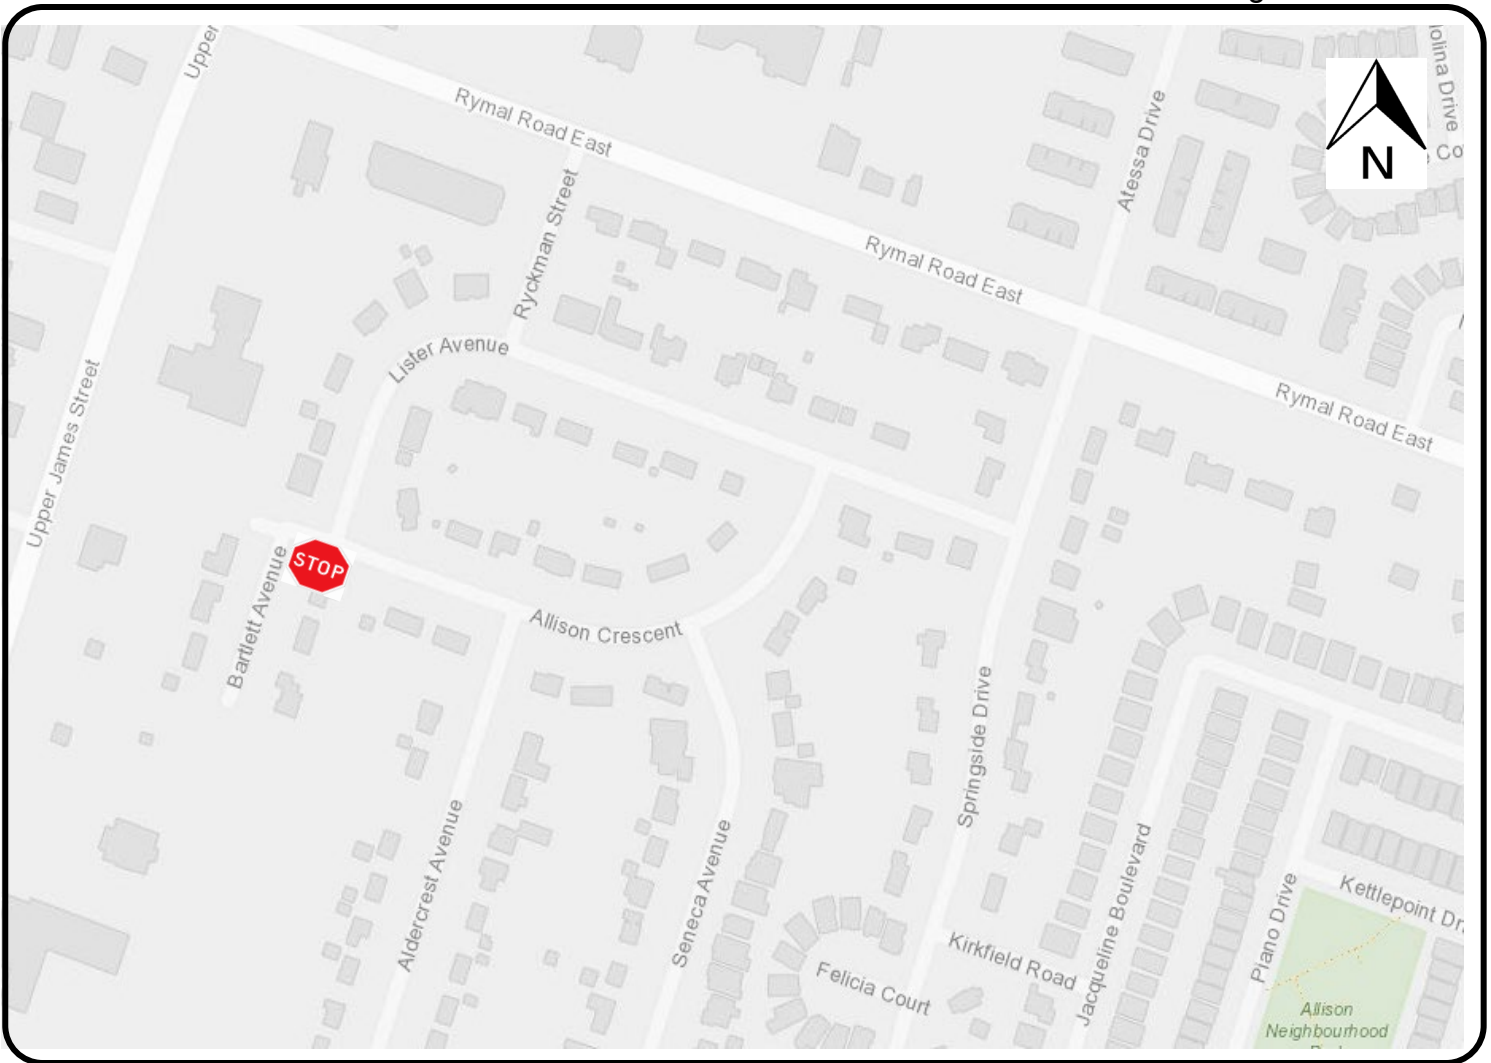 Upper
Rymal Road East
Ryckman Street
Atessa Drive
N
Rymal Road East
Lister Avenue
Rymal Road East
Upper James Street
STOP
Bartlett Avenue
Allison Crescent
Springside Drive
Aldercrest Avenue
Seneca Avenue
Jacqueline Boulevard
Piano Drive
Kettlepoint Dr
Kirkfield Road
Felicia Court
Allison
Neighbourhood